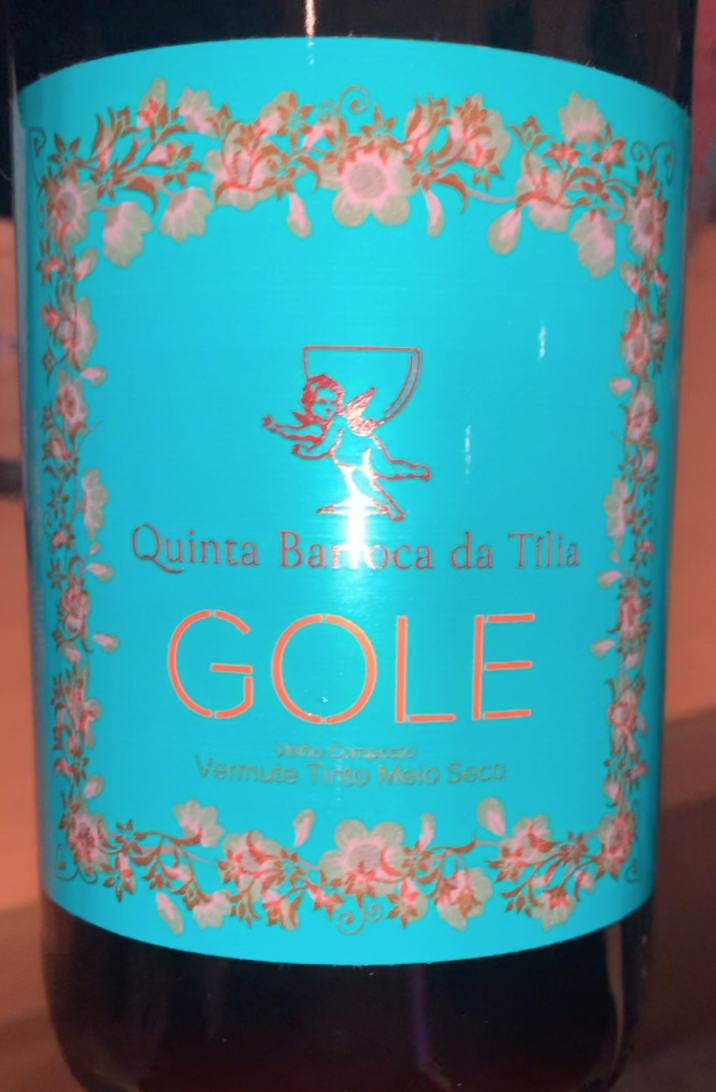 Quinta Barroca da Tília
GOLE
Vinho Composto
Vermute Tinto Meio Seco